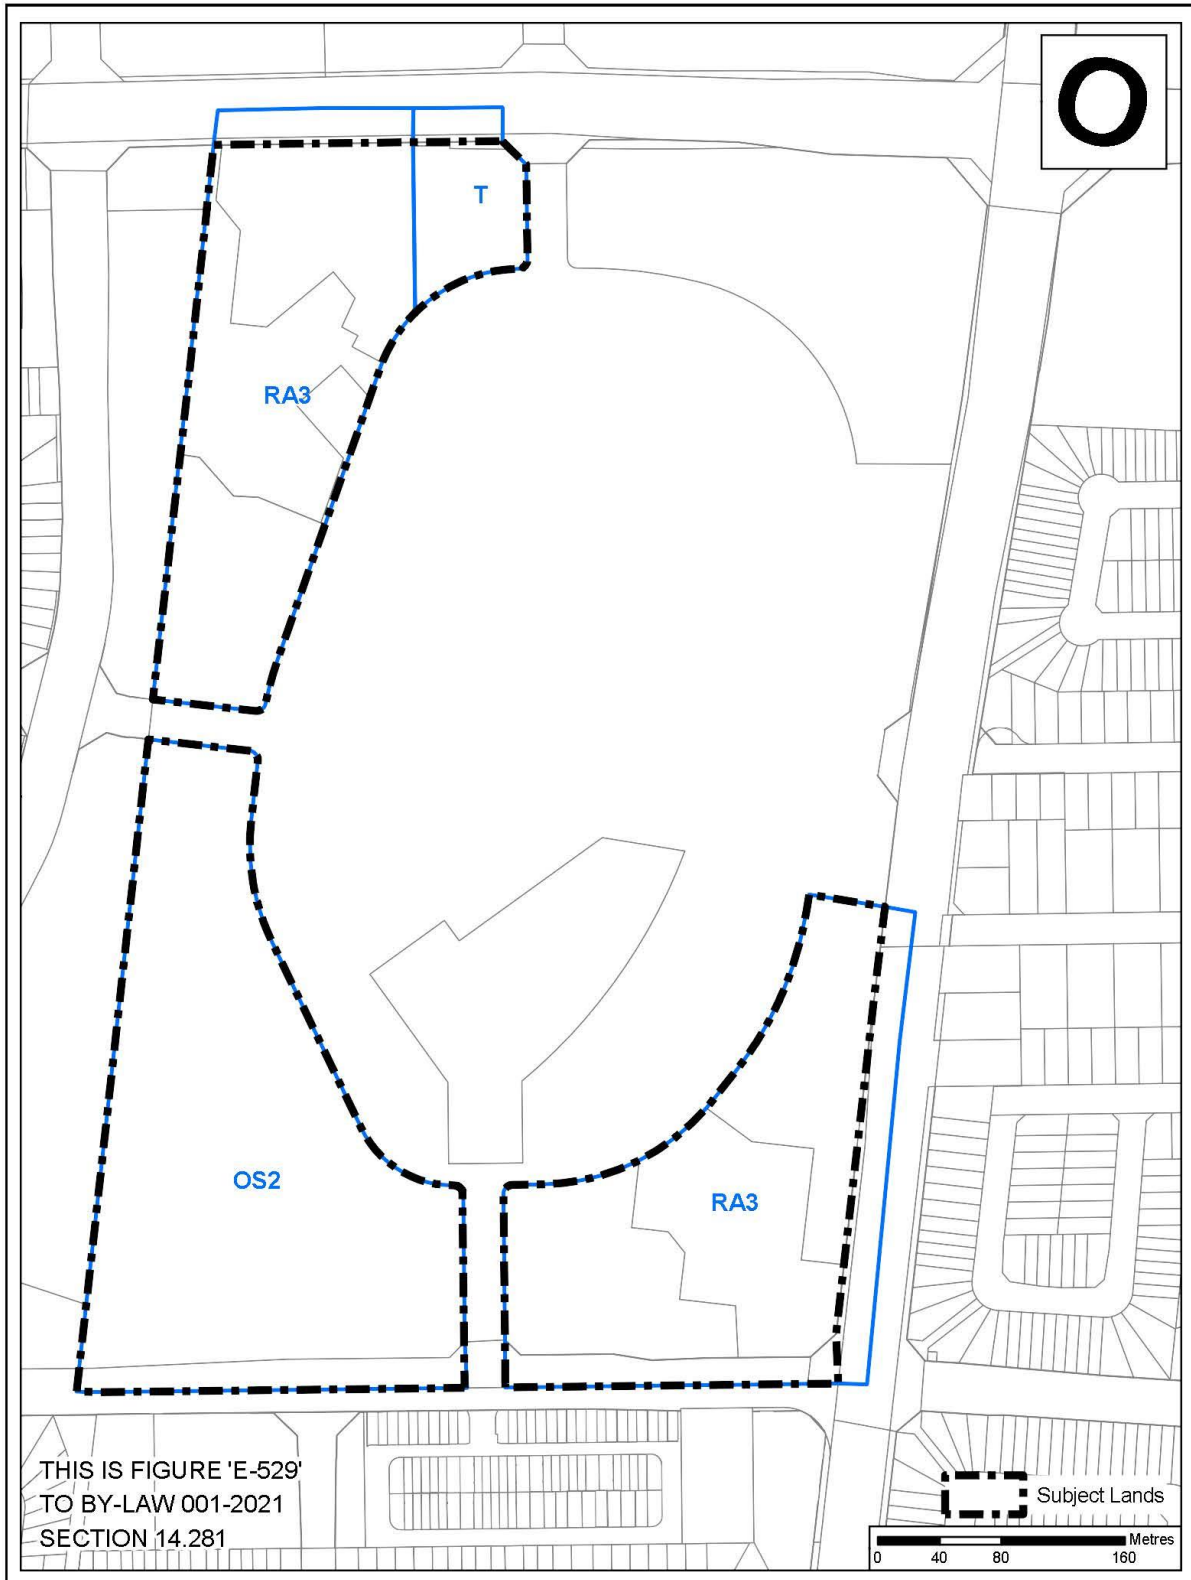 O
T
RA3
OS2
RA3
THIS IS FIGURE 'E-529'
TO BY-LAW 001-2021
SECTION 14.281
Subject Lands
Metres
0 40 80 160